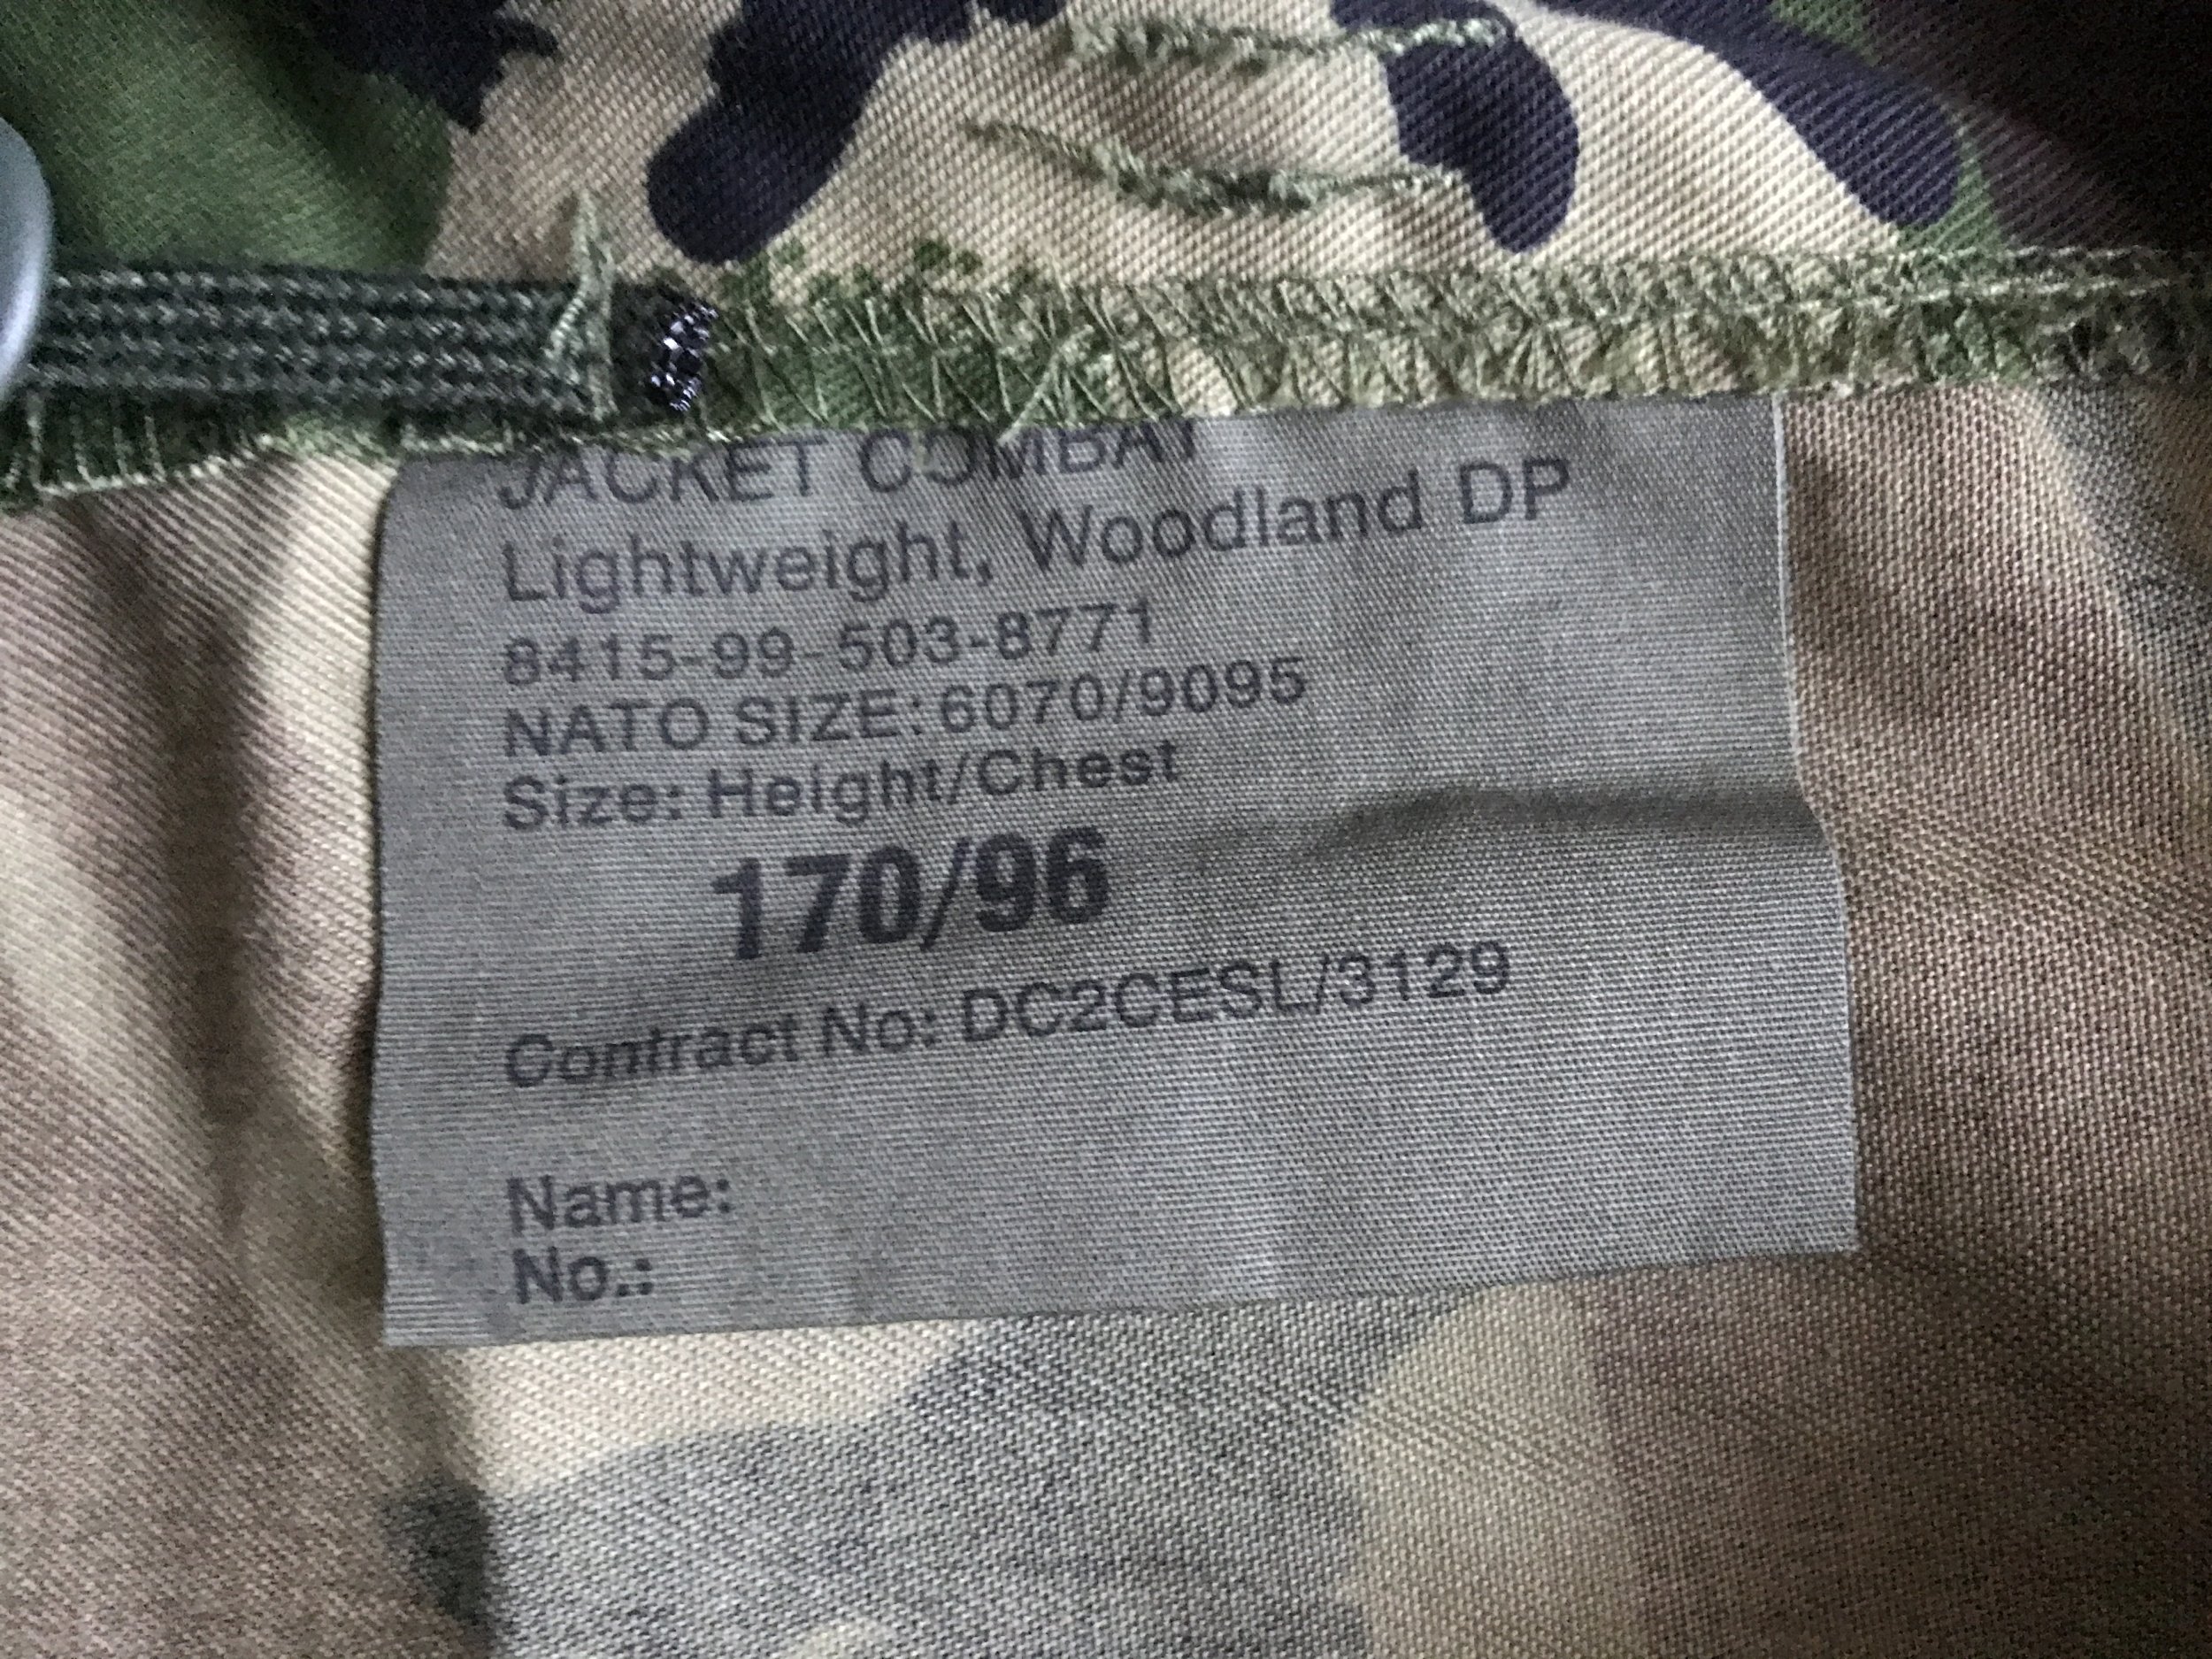 JACKET COMBAT
Lightweight, Woodland DP
8415-99-503-8771
NATO SIZE:6070/9095
Size: Height/Chest
170/96
Contract No: DC2CESL/3129
Name:
No.: